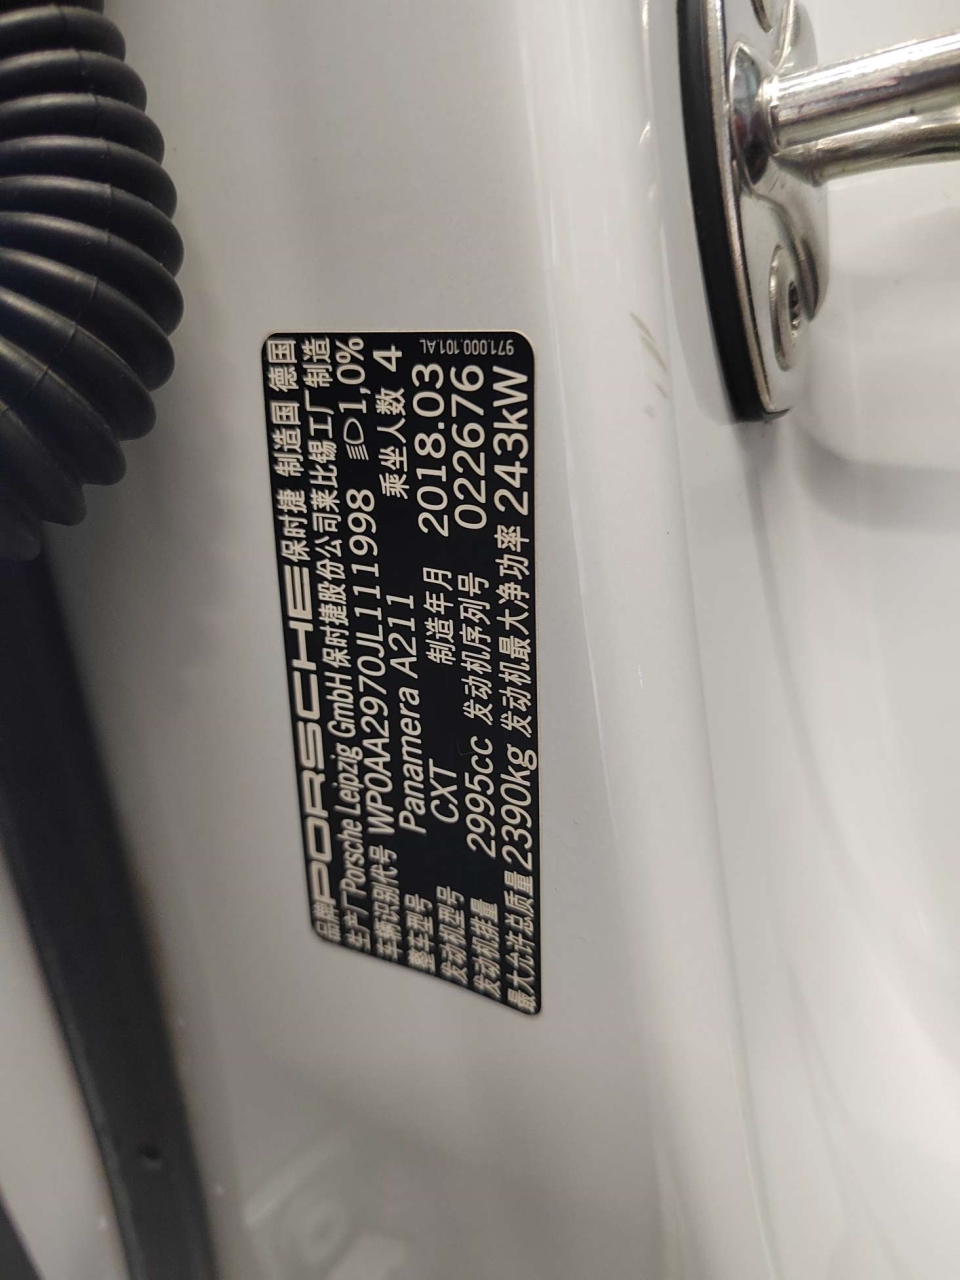 品牌 PORSCHE 保时捷 制造国 德国
生产厂 Porsche Leipzig GmbH 保时捷股份公司莱比锡工厂 制造
车辆识别代号 WP0AA2970JL111998 1,0%
整车型号 Panamera A211 乘坐人数 4
发动机型号 CXT 制造年月 2018.03
发动机排量 2995cc 发动机序列号 022676
最大允许总质量 2390kg 发动机最大净功率 243kW
971.000.101.AL